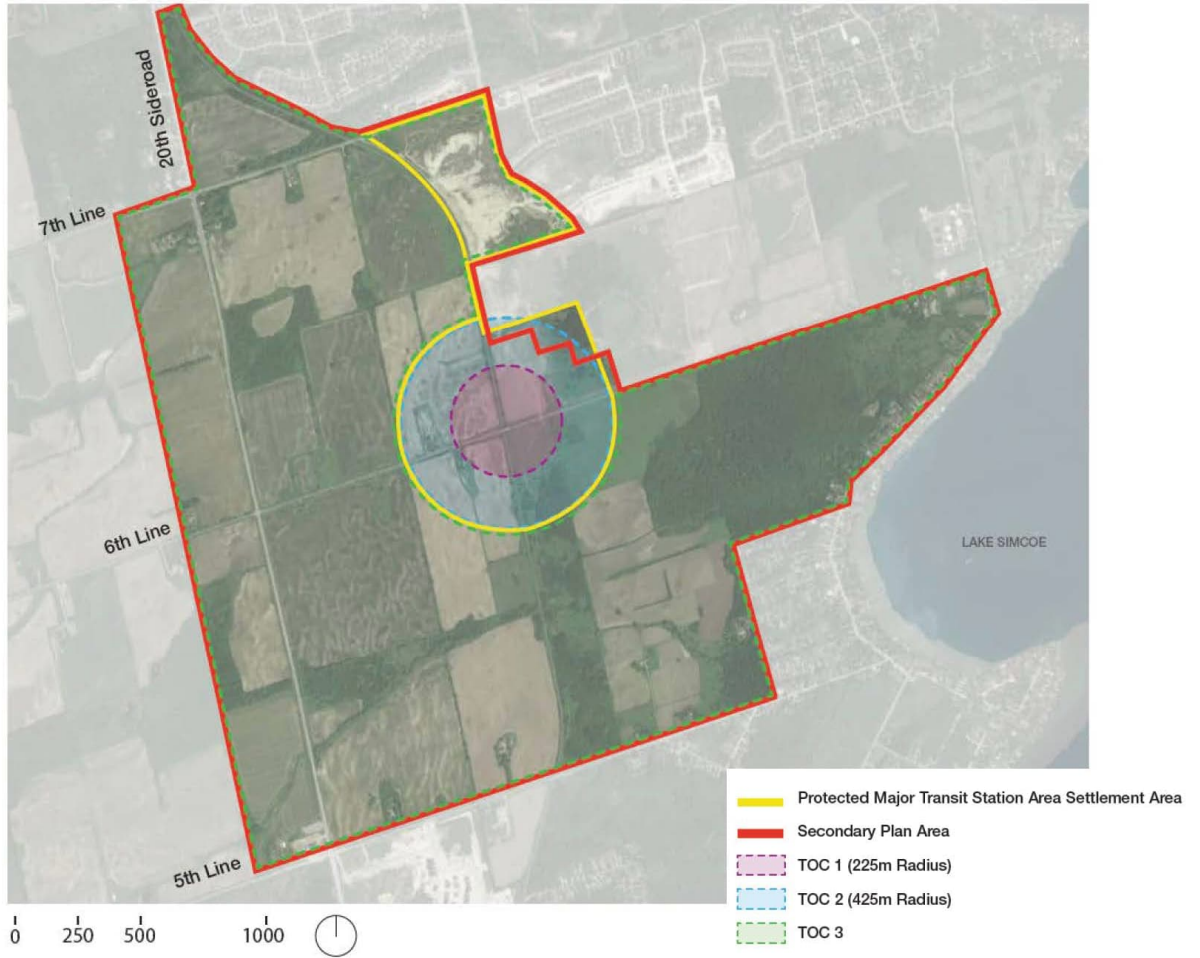 20th Sideroad
7th Line
6th Line
LAKE SIMCOE
5th Line
Protected Major Transit Station Area Settlement Area
Secondary Plan Area
TOC 1 (225m Radius)
TOC 2 (425m Radius)
TOC 3
0 250 500 1000